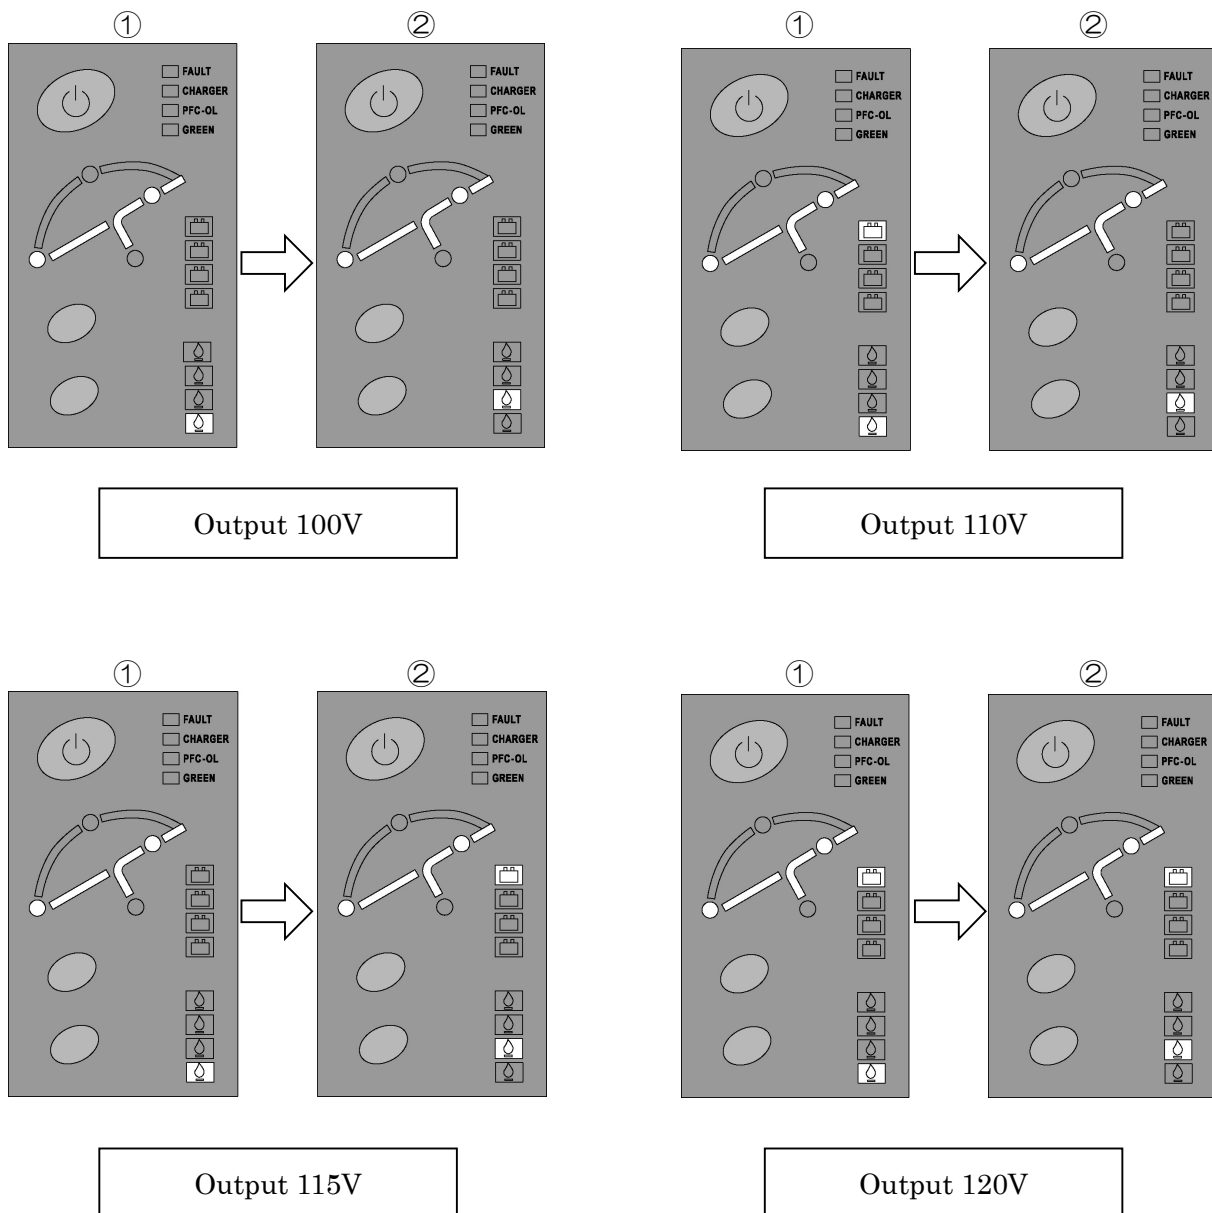 ① ②
FAULT
CHARGER
PFC-OL
GREEN
FAULT
CHARGER
PFC-OL
GREEN
Output 100V
① ②
FAULT
CHARGER
PFC-OL
GREEN
FAULT
CHARGER
PFC-OL
GREEN
Output 110V
① ②
FAULT
CHARGER
PFC-OL
GREEN
FAULT
CHARGER
PFC-OL
GREEN
Output 115V
① ②
FAULT
CHARGER
PFC-OL
GREEN
FAULT
CHARGER
PFC-OL
GREEN
Output 120V